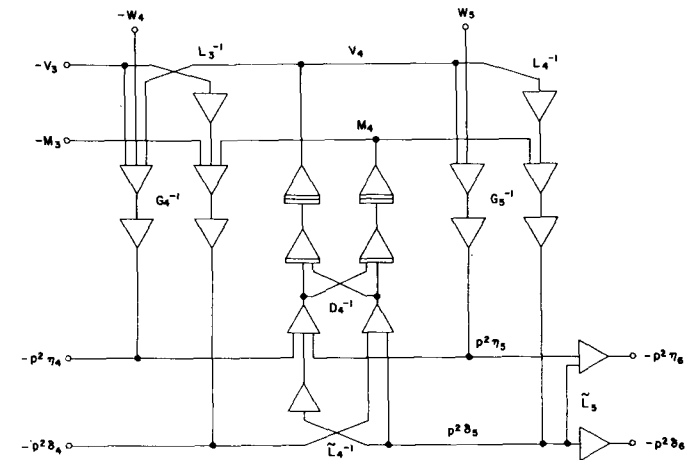 -W₄
W₅
L₃⁻¹
V₄
L₄⁻¹
-V₃
-M₃
M₄
G₄⁻¹
G₅⁻¹
D₄⁻¹
-p²η₄
p²η₅
-p²η₆
L̃₅
-p²δ₄
L̃₄⁻¹
p²δ₅
-p²δ₆